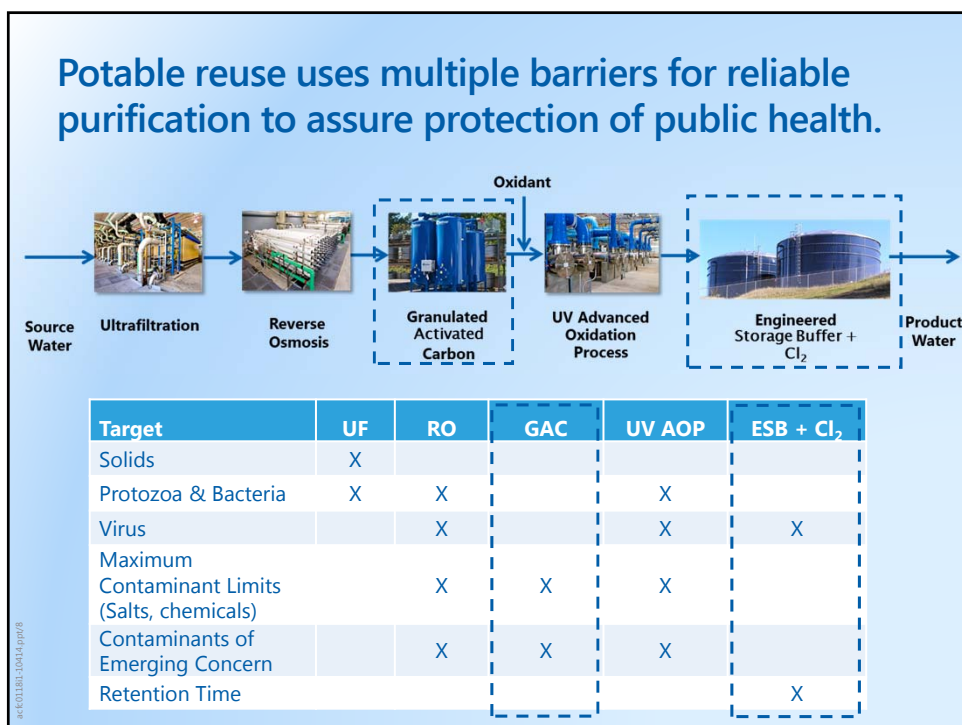 Potable reuse uses multiple barriers for reliable
purification to assure protection of public health.
Oxidant
Source
Water
Ultrafiltration
Reverse
Osmosis
Granulated
Activated
Carbon
UV Advanced
Oxidation
Process
Engineered
Storage Buffer +
Cl₂
Product
Water
Target UF RO GAC UV AOP ESB + Cl₂
Solids X
Protozoa & Bacteria X X X
Virus X X X
Maximum
Contaminant Limits
(Salts, chemicals) X X X
Contaminants of
Emerging Concern X X X
Retention Time X